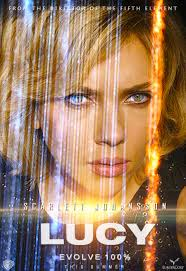 FROM THE DIRECTOR OF THE FIFTH ELEMENT
SCARLETT JOHANSSON
LUCY
EVOLVE 100%
THIS SUMMER